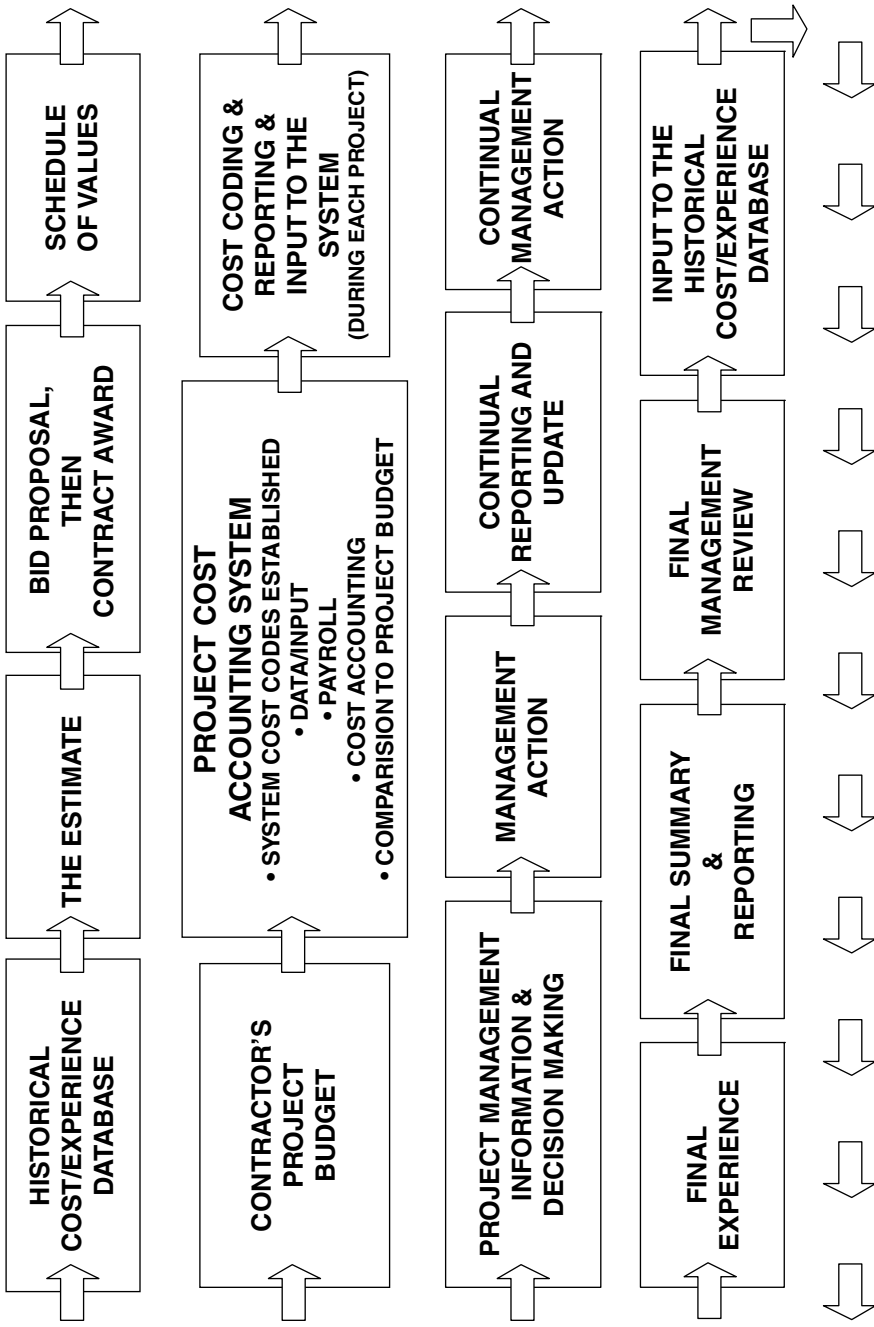 HISTORICAL
COST/EXPERIENCE
DATABASE
THE ESTIMATE
BID PROPOSAL,
THEN
CONTRACT AWARD
SCHEDULE
OF VALUES
CONTRACTOR'S
PROJECT
BUDGET
PROJECT COST
ACCOUNTING SYSTEM
• SYSTEM COST CODES ESTABLISHED
• DATA/INPUT
• PAYROLL
• COST ACCOUNTING
• COMPARISION TO PROJECT BUDGET
COST CODING &
REPORTING &
INPUT TO THE
SYSTEM
(DURING EACH PROJECT)
PROJECT MANAGEMENT
INFORMATION &
DECISION MAKING
MANAGEMENT
ACTION
CONTINUAL
REPORTING AND
UPDATE
CONTINUAL
MANAGEMENT
ACTION
FINAL
EXPERIENCE
FINAL SUMMARY
&
REPORTING
FINAL
MANAGEMENT
REVIEW
INPUT TO THE
HISTORICAL
COST/EXPERIENCE
DATABASE